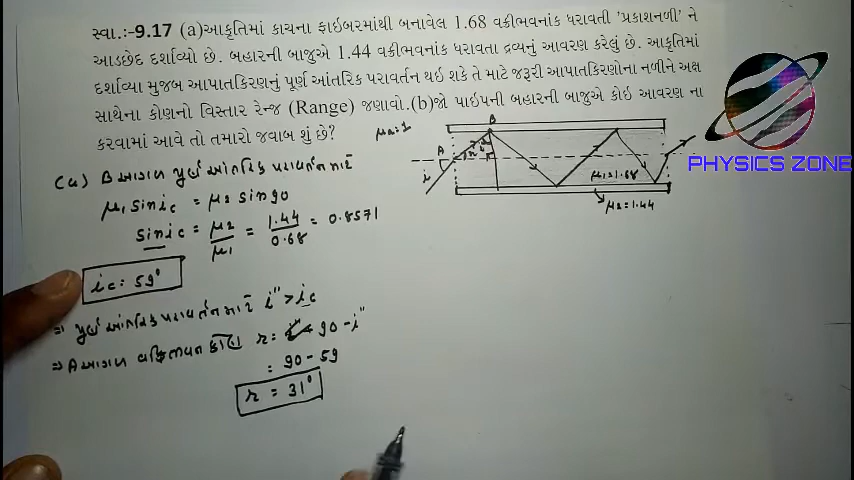 સ્વા.:-9.17 (a)આકૃતિમાં કાચના ફાઇબરમાંથી બનાવેલ 1.68 વક્રીભવનાંક ધરાવતી 'પ્રકાશનળી' ને
આડછેદ દર્શાવ્યો છે. બહારની બાજુએ 1.44 વક્રીભવનાંક ધરાવતા દ્રવ્યનું આવરણ કરેલું છે. આકૃતિમાં
દર્શાવ્યા મુજબ આપાતકિરણનું પૂર્ણ આંતરિક પરાવર્તન થઇ શકે તે માટે જરૂરી આપાતકિરણોના નળીને અક્ષ
સાથેના કોણનો વિસ્તાર રેન્જ (Range) જણાવો.(b)જો પાઇપની બહારની બાજુએ કોઇ આવરણ ના
કરવામાં આવે તો તમારો જવાબ શું છે?
PHYSICS ZONE
μa=1
B
A
r
i
μ1=1.68
μ2=1.44
(a) B આગળ પૂર્ણ આંતરિક પરાવર્તન માટે
μ1 sin ic = μ2 sin 90
sin ic = μ2/μ1 = 1.44/0.68 = 0.8571
ic = 59°
⇒ પૂર્ણ આંતરિક પરાવર્તન માટે i" > ic
⇒ A આગળ વક્રીભવન કોણ r = 90 - i"
= 90 - 59
r = 31°